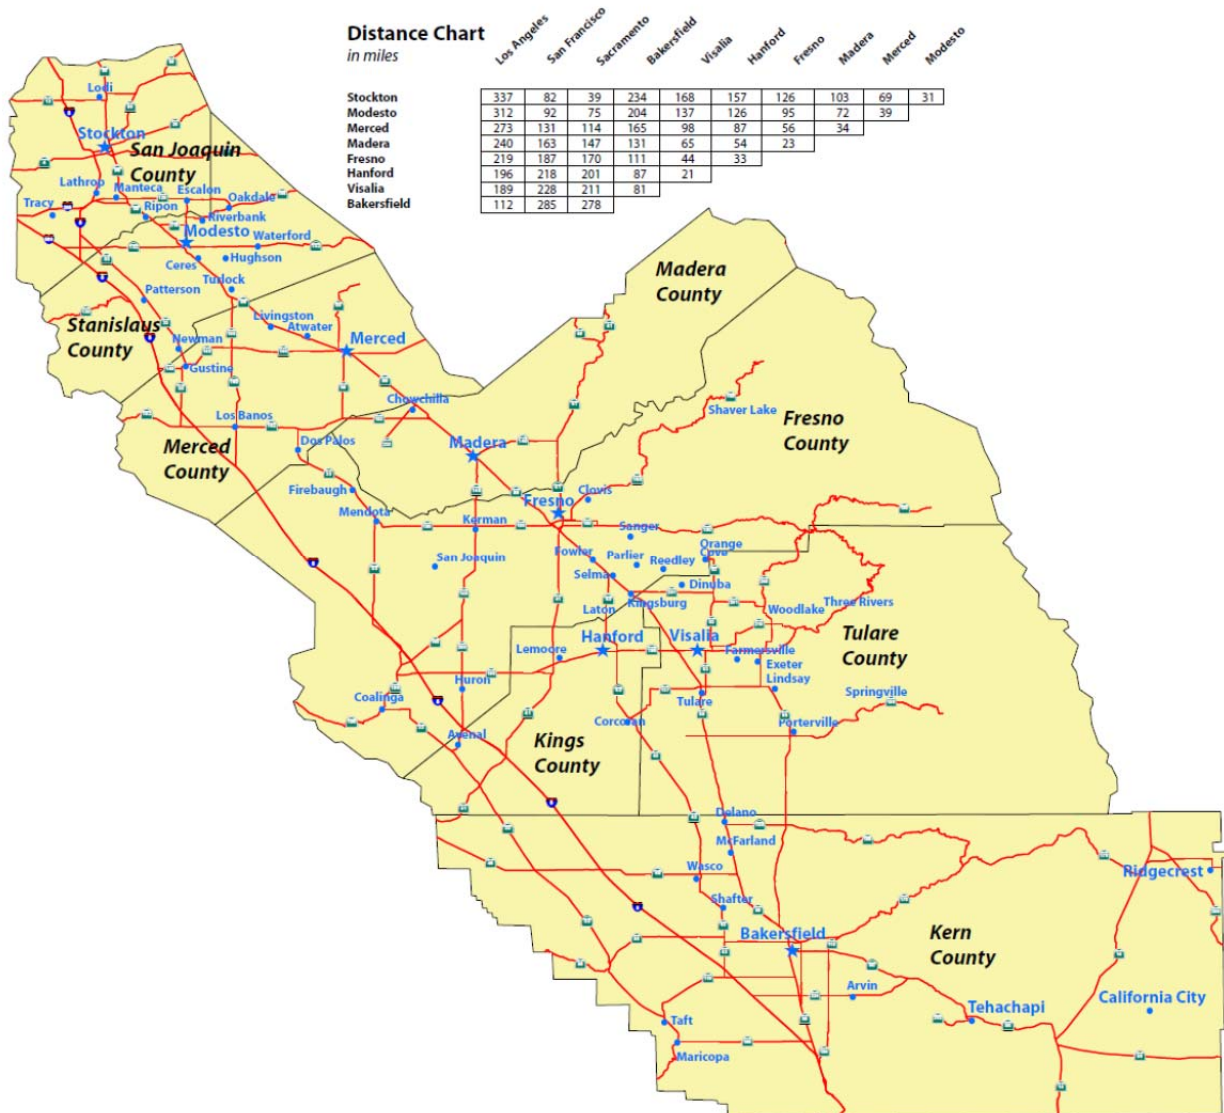 Distance Chart
in miles
Los Angeles
San Francisco
Sacramento
Bakersfield
Visalia
Hanford
Fresno
Madera
Merced
Modesto
Stockton 337 82 39 234 168 157 126 103 69 31
Modesto 312 92 75 204 137 126 95 72 39
Merced 273 131 114 165 98 87 56 34
Madera 240 163 147 131 65 54 23
Fresno 219 187 170 111 44 33
Hanford 196 218 201 87 21
Visalia 189 228 211 81
Bakersfield 112 285 278
Lodi
Stockton
San Joaquin
County
Lathrop
Manteca
Escalon
Oakdale
Tracy
Ripon
Riverbank
Modesto
Waterford
Ceres
Hughson
Turlock
Patterson
Madera
County
Stanislaus
County
Livingston
Atwater
Newman
Merced
Gustine
Chowchilla
Shaver Lake
Los Banos
Fresno
County
Merced
County
Dos Palos
Madera
Firebaugh
Fresno
Clovis
Mendota
Kerman
Sanger
San Joaquin
Fowler
Parlier
Reedley
Orange
Cove
Selma
Dinuba
Kingsburg
Laton
Woodlake
Three Rivers
Hanford
Visalia
Tulare
County
Lemoore
Farmersville
Exeter
Lindsay
Huron
Coalinga
Tulare
Springville
Corcoran
Porterville
Avenal
Kings
County
Delano
McFarland
Wasco
Ridgecrest
Shafter
Bakersfield
Kern
County
Arvin
Tehachapi
California City
Taft
Maricopa